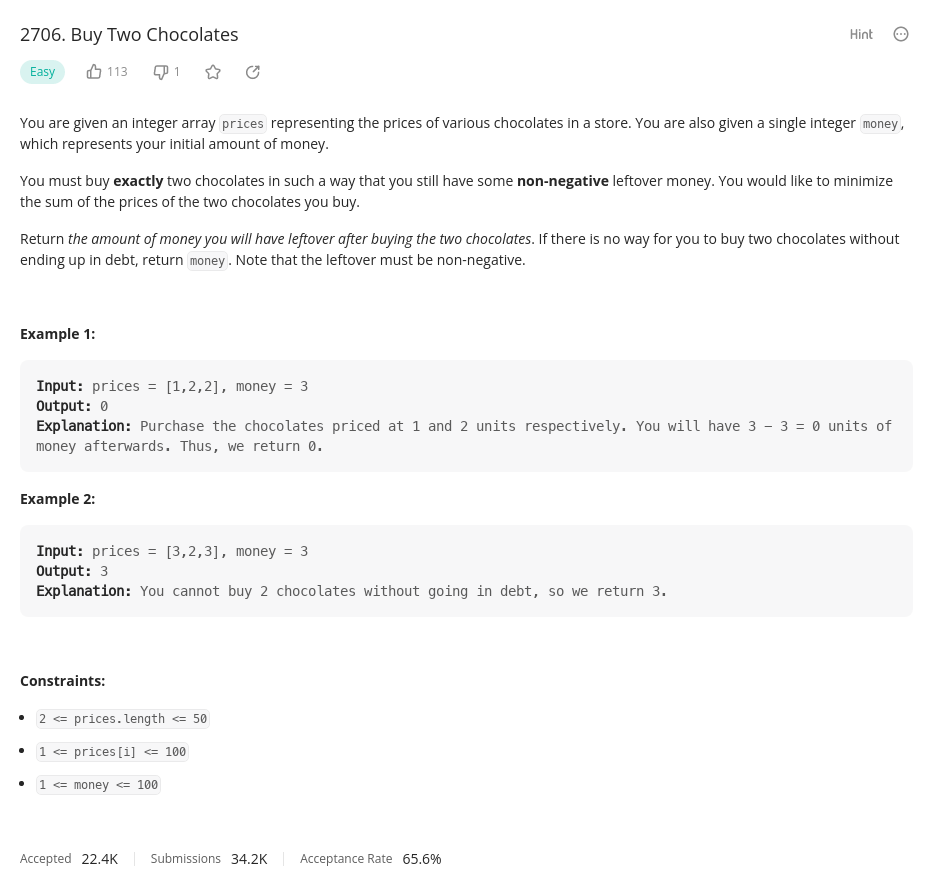 2706. Buy Two Chocolates
Hint
Easy 113 1
You are given an integer array prices representing the prices of various chocolates in a store. You are also given a single integer money,
which represents your initial amount of money.
You must buy exactly two chocolates in such a way that you still have some non-negative leftover money. You would like to minimize
the sum of the prices of the two chocolates you buy.
Return the amount of money you will have leftover after buying the two chocolates. If there is no way for you to buy two chocolates without
ending up in debt, return money. Note that the leftover must be non-negative.
Example 1:
Input: prices = [1,2,2], money = 3
Output: 0
Explanation: Purchase the chocolates priced at 1 and 2 units respectively. You will have 3 - 3 = 0 units of
money afterwards. Thus, we return 0.
Example 2:
Input: prices = [3,2,3], money = 3
Output: 3
Explanation: You cannot buy 2 chocolates without going in debt, so we return 3.
Constraints:
• 2 <= prices.length <= 50
• 1 <= prices[i] <= 100
• 1 <= money <= 100
Accepted 22.4K Submissions 34.2K Acceptance Rate 65.6%